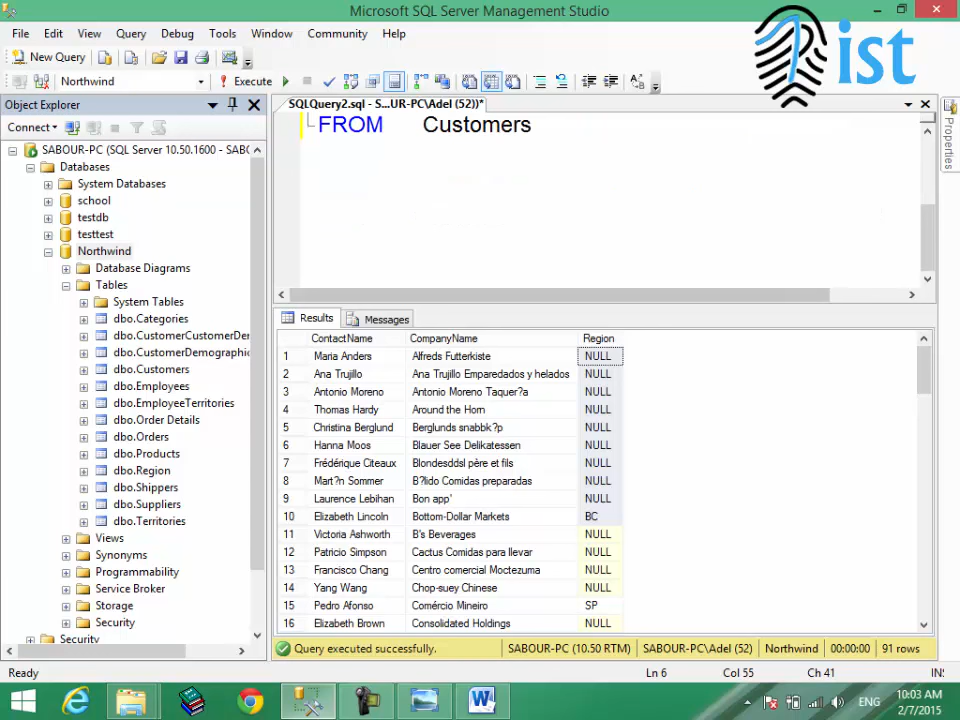 Microsoft SQL Server Management Studio
File Edit View Query Debug Tools Window Community Help
ist
New Query
Northwind Execute
Object Explorer
SQLQuery2.sql - S...UR-PC\Adel (52))*
Properties
Connect
FROM Customers
SABOUR-PC (SQL Server 10.50.1600 - SABO
Databases
System Databases
school
testdb
testtest
Northwind
Database Diagrams
Tables
System Tables
dbo.Categories
dbo.CustomerCustomerDer
dbo.CustomerDemographic
dbo.Customers
dbo.Employees
dbo.EmployeeTerritories
dbo.Order Details
dbo.Orders
dbo.Products
dbo.Region
dbo.Shippers
dbo.Suppliers
dbo.Territories
Views
Synonyms
Programmability
Service Broker
Storage
Security
Security
Results Messages
ContactName CompanyName Region
1 Maria Anders Alfreds Futterkiste NULL
2 Ana Trujillo Ana Trujillo Emparedados y helados NULL
3 Antonio Moreno Antonio Moreno Taquer?a NULL
4 Thomas Hardy Around the Horn NULL
5 Christina Berglund Berglunds snabbk?p NULL
6 Hanna Moos Blauer See Delikatessen NULL
7 Frédérique Citeaux Blondesddsl père et fils NULL
8 Mart?n Sommer B?lido Comidas preparadas NULL
9 Laurence Lebihan Bon app' NULL
10 Elizabeth Lincoln Bottom-Dollar Markets BC
11 Victoria Ashworth B's Beverages NULL
12 Patricio Simpson Cactus Comidas para llevar NULL
13 Francisco Chang Centro comercial Moctezuma NULL
14 Yang Wang Chop-suey Chinese NULL
15 Pedro Afonso Comércio Mineiro SP
16 Elizabeth Brown Consolidated Holdings NULL
Query executed successfully. SABOUR-PC (10.50 RTM) SABOUR-PC\Adel (52) Northwind 00:00:00 91 rows
Ready Ln 6 Col 55 Ch 41 INS
ENG
10:03 AM
2/7/2015